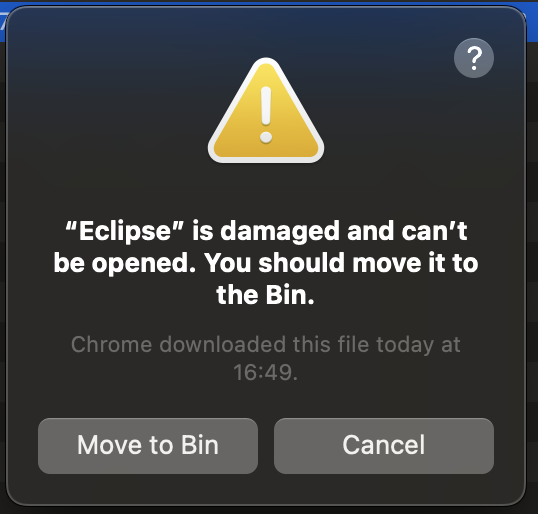 ?
“Eclipse” is damaged and can’t
be opened. You should move it to
the Bin.
Chrome downloaded this file today at
16:49.
Move to Bin
Cancel